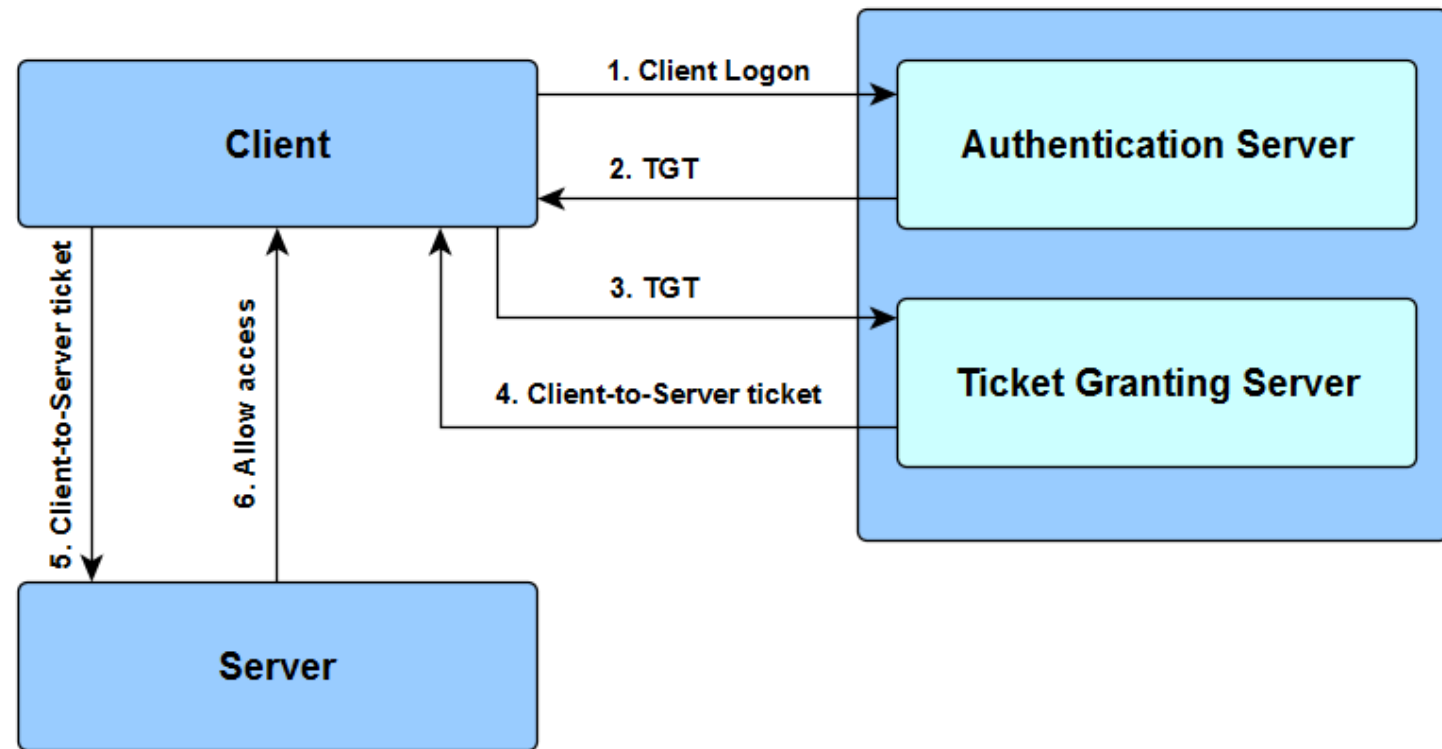 1. Client Logon
Client
Authentication Server
2. TGT
3. TGT
Ticket Granting Server
4. Client-to-Server ticket
5. Client-to-Server ticket
6. Allow access
Server